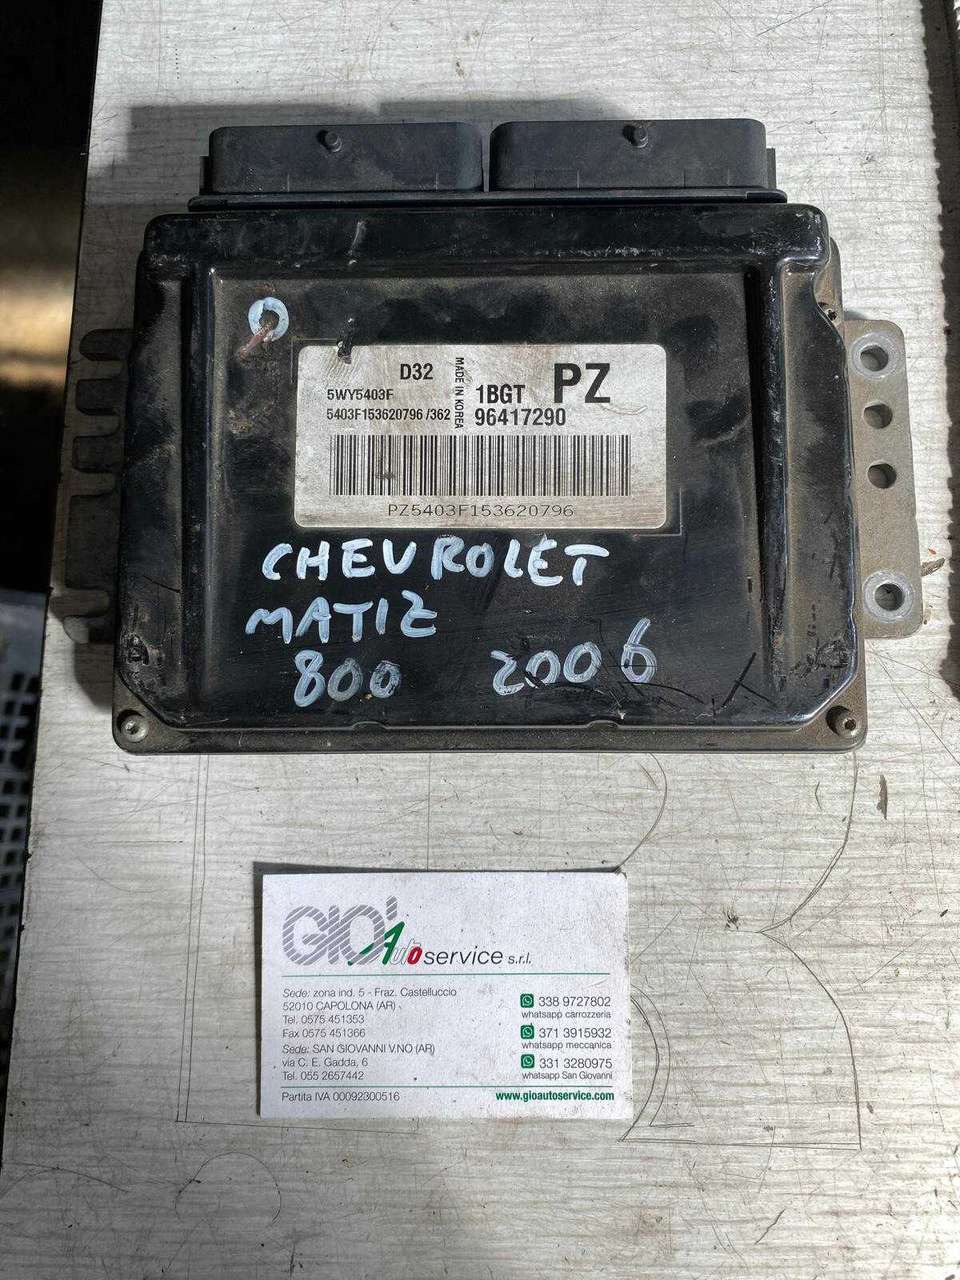 D32
MADE IN KOREA
1BGT PZ
5WY5403F
5403F153620796 /362
96417290
PZ5403F153620796
CHEVROLET
MATIZ
800 2006
GIO' Auto service s.r.l.
Sede: zona ind. 5 - Fraz. Castelluccio
52010 CAPOLONA (AR)
Tel. 0575 451353
Fax 0575 451366
Sede: SAN GIOVANNI V.NO (AR)
via C. E. Gadda, 6
Tel. 055 2657442
338 9727802
whatsapp carrozzeria
371 3915932
whatsapp meccanica
331 3280975
whatsapp San Giovanni
Partita IVA 00092300516
www.gioautoservice.com